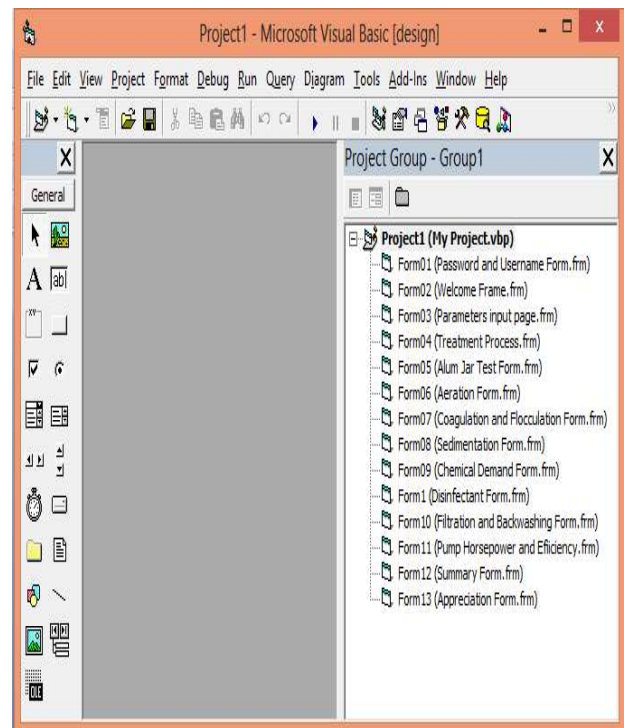 Project1 - Microsoft Visual Basic [design]
File Edit View Project Format Debug Run Query Diagram Tools Add-Ins Window Help
Project Group - Group1
General
Project1 (My Project.vbp)
Form01 (Password and Username Form.frm)
Form02 (Welcome Frame.frm)
Form03 (Parameters input page.frm)
Form04 (Treatment Process.frm)
Form05 (Alum Jar Test Form.frm)
Form06 (Aeration Form.frm)
Form07 (Coagulation and Flocculation Form.frm)
Form08 (Sedimentation Form.frm)
Form09 (Chemical Demand Form.frm)
Form1 (Disinfectant Form.frm)
Form10 (Filtration and Backwashing Form.frm)
Form11 (Pump Horsepower and Efiiciency.frm)
Form12 (Summary Form.frm)
Form13 (Appreciation Form.frm)
A ab|
OLE